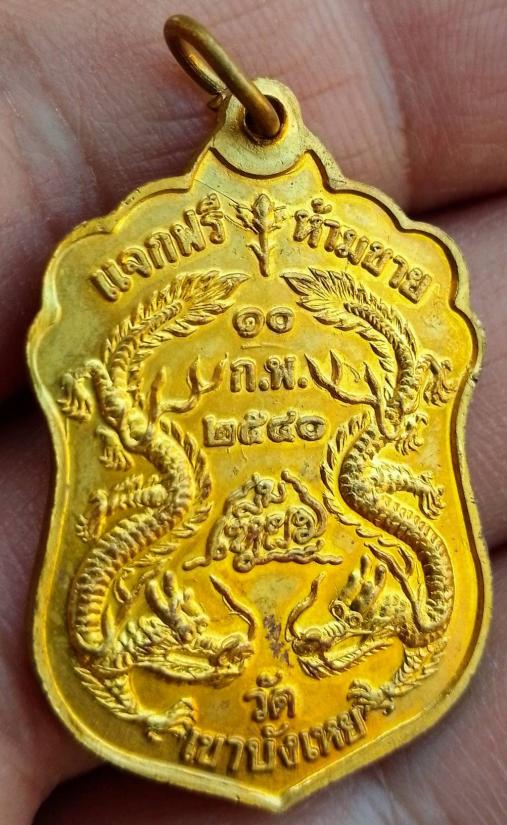 แจกฟรี ห้ามขาย
๑๐
ก.พ.
๒๕๔๐
วัด
เขาบังเหย